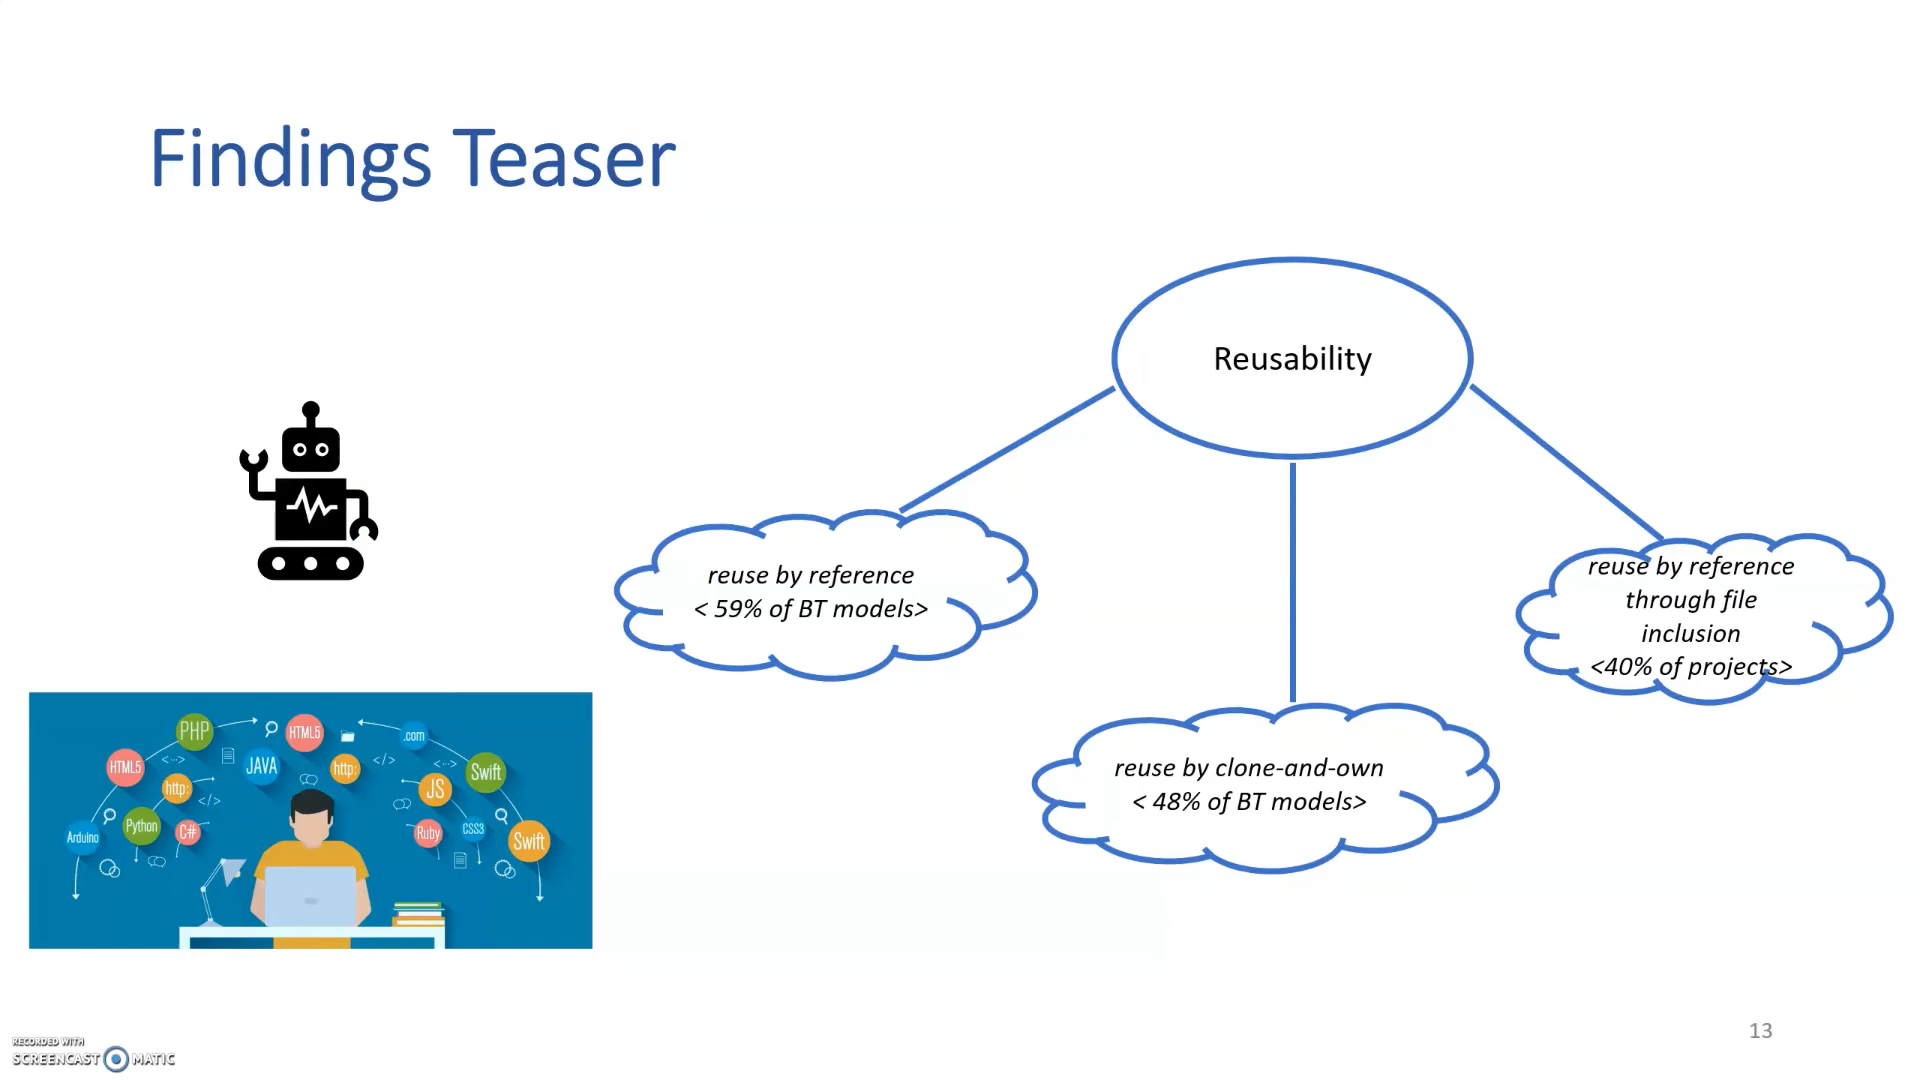 Findings Teaser
Reusability
reuse by reference
< 59% of BT models>
reuse by clone-and-own
< 48% of BT models>
reuse by reference
through file
inclusion
<40% of projects>
PHP
HTML5
.com
HTML5
JAVA
http:
Swift
http:
JS
Arduino
Python
C#
Ruby
CSS3
Swift
13
RECORDED WITH
SCREENCAST MATIC